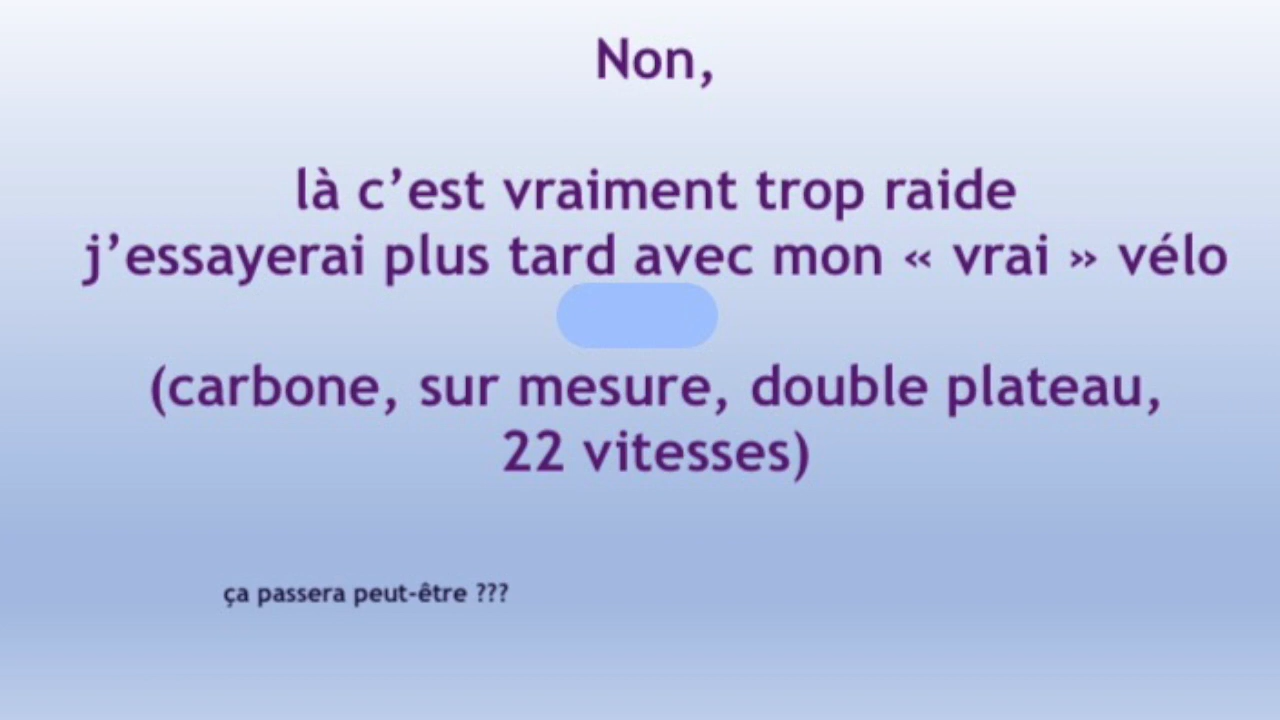 Non,
là c’est vraiment trop raide
j’essayerai plus tard avec mon « vrai » vélo
(carbone, sur mesure, double plateau,
22 vitesses)
ça passera peut-être ???